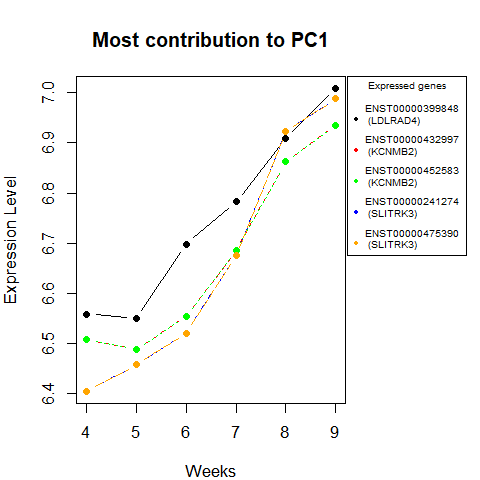 Most contribution to PC1
Expressed genes
ENST00000399848
(LDLRAD4)
ENST00000432997
(KCNMB2)
ENST00000452583
(KCNMB2)
ENST00000241274
(SLITRK3)
ENST00000475390
(SLITRK3)
Expression Level
7.0
6.9
6.8
6.7
6.6
6.5
6.4
4 5 6 7 8 9
Weeks